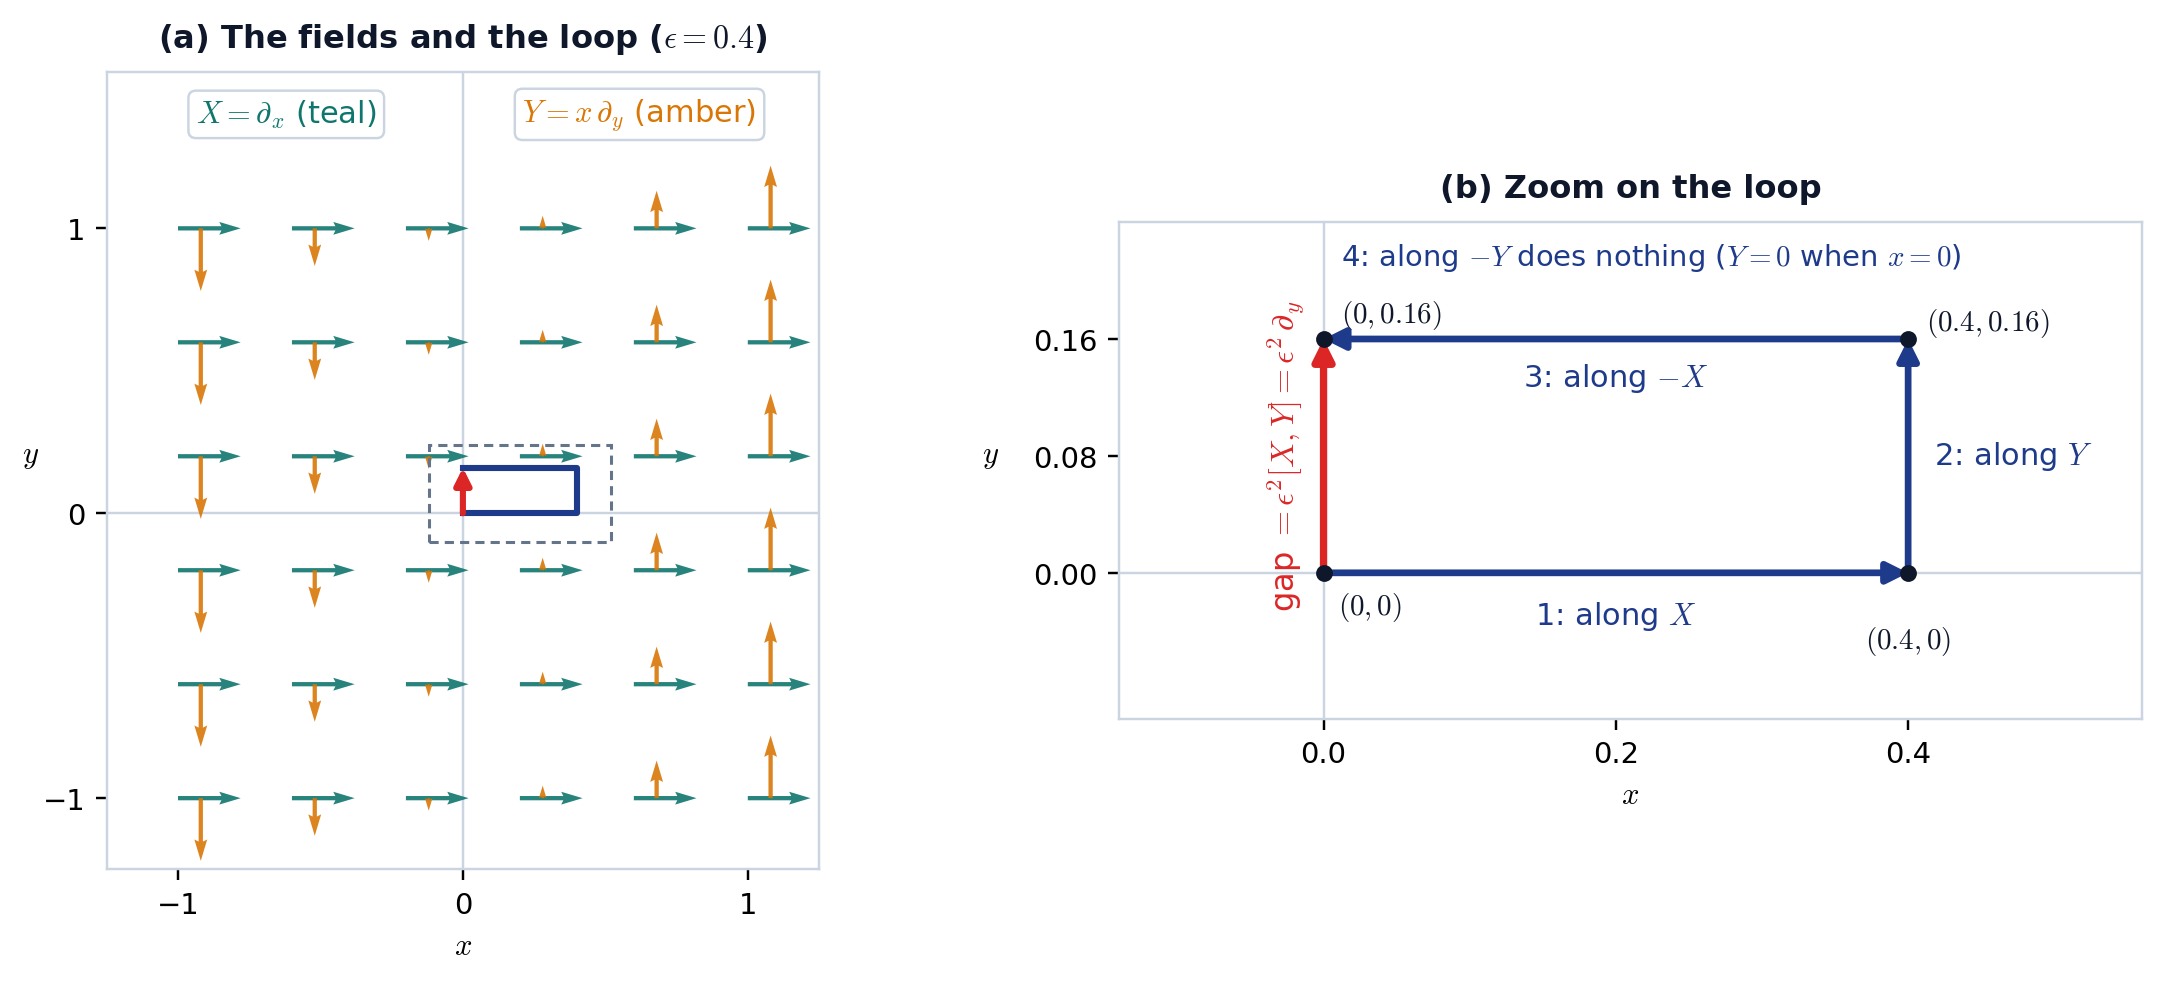 (a) The fields and the loop (ϵ = 0.4)
X = ∂ₓ (teal)
Y = x ∂_y (amber)
1
0
−1
y
−1
0
1
x
(b) Zoom on the loop
4: along −Y does nothing (Y = 0 when x = 0)
(0, 0.16)
(0.4, 0.16)
3: along −X
2: along Y
gap = ϵ² [X, Y] = ϵ² ∂_y
(0, 0)
1: along X
(0.4, 0)
0.16
0.08
0.00
y
0.0
0.2
0.4
x